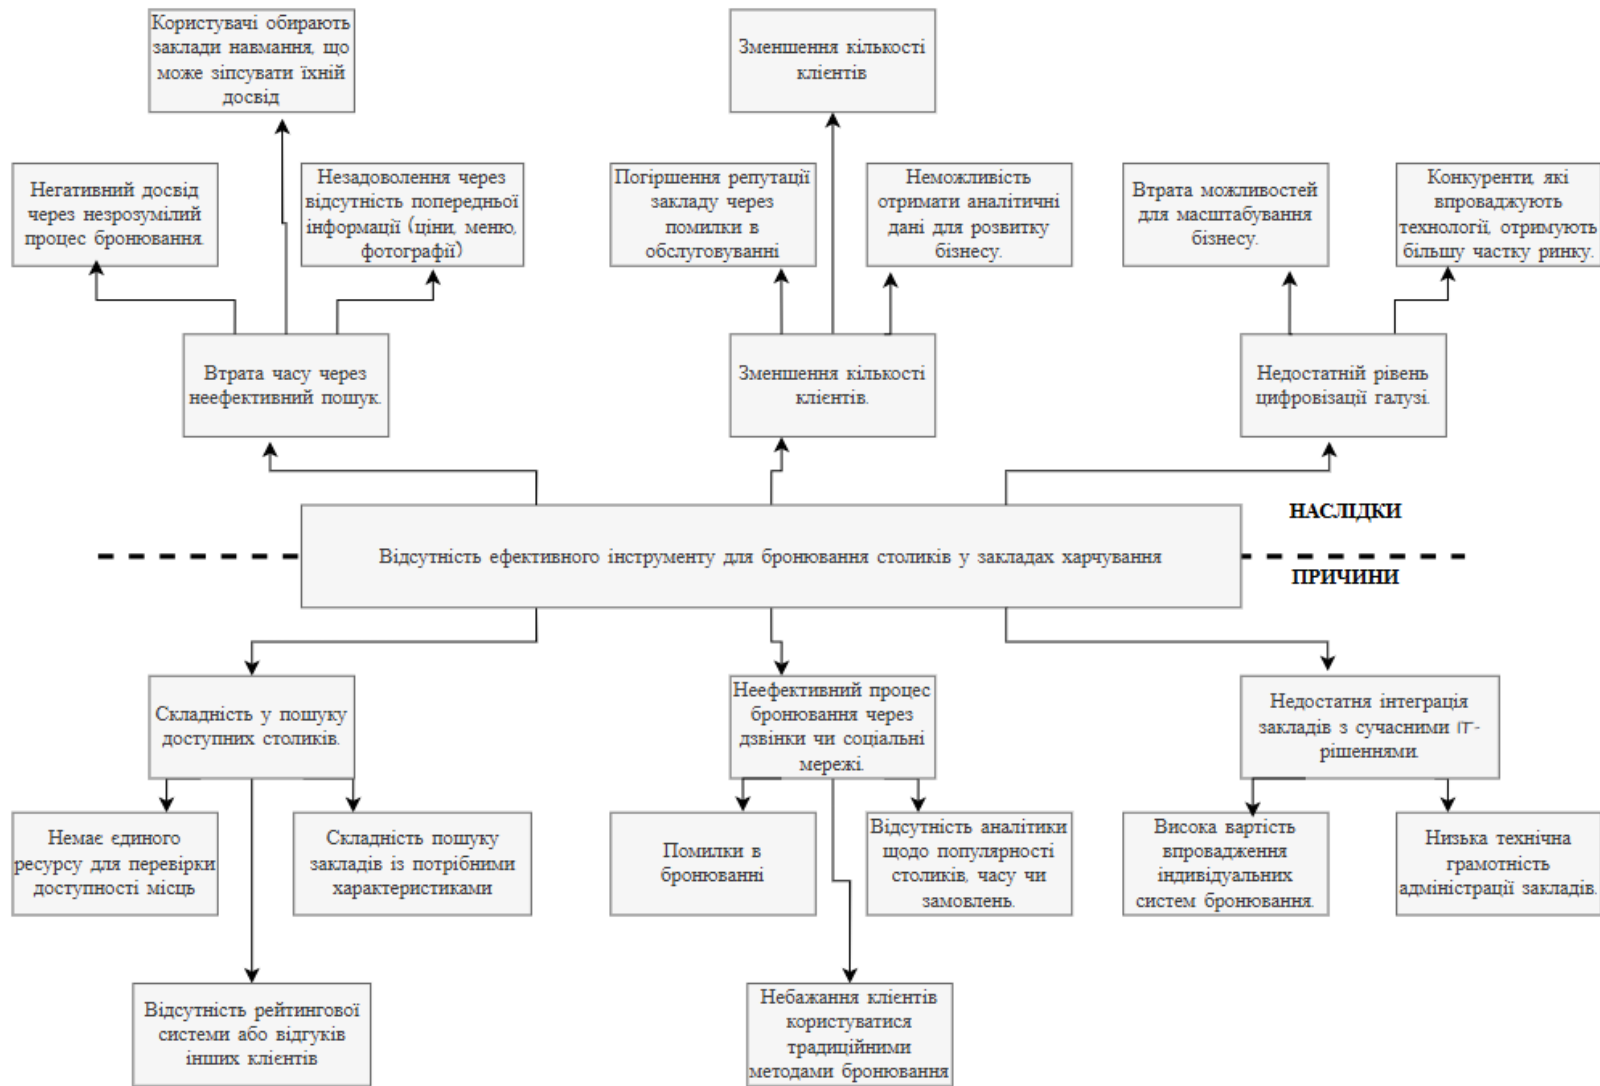 Користувачі обирають
заклади навмання, що
може зіпсувати їхній
досвід
Зменшення кількості
клієнтів
Негативний досвід
через незрозумілий
процес бронювання.
Незадоволення через
відсутність попередньої
інформації (ціни, меню,
фотографії)
Погіршення репутації
закладу через
помилки в
обслуговуванні
Неможливість
отримати аналітичні
дані для розвитку
бізнесу.
Втрата можливостей
для масштабування
бізнесу.
Конкуренти, які
впроваджують
технології, отримують
більшу частку ринку.
Втрата часу через
неефективний пошук.
Зменшення кількості
клієнтів.
Недостатній рівень
цифровізації галузі.
НАСЛІДКИ
Відсутність ефективного інструменту для бронювання столиків у закладах харчування
ПРИЧИНИ
Складність у пошуку
доступних столиків.
Неефективний процес
бронювання через
дзвінки чи соціальні
мережі.
Недостатня інтеграція
закладів з сучасними IT-
рішеннями.
Немає єдиного
ресурсу для перевірки
доступності місць
Складність пошуку
закладів із потрібними
характеристиками
Помилки в
бронюванні
Відсутність аналітики
щодо популярності
столиків, часу чи
замовлень.
Висока вартість
впровадження
індивідуальних
систем бронювання.
Низька технічна
грамотність
адміністрації закладів.
Відсутність рейтингової
системи або відгуків
інших клієнтів
Небажання клієнтів
користуватися
традиційними
методами бронювання